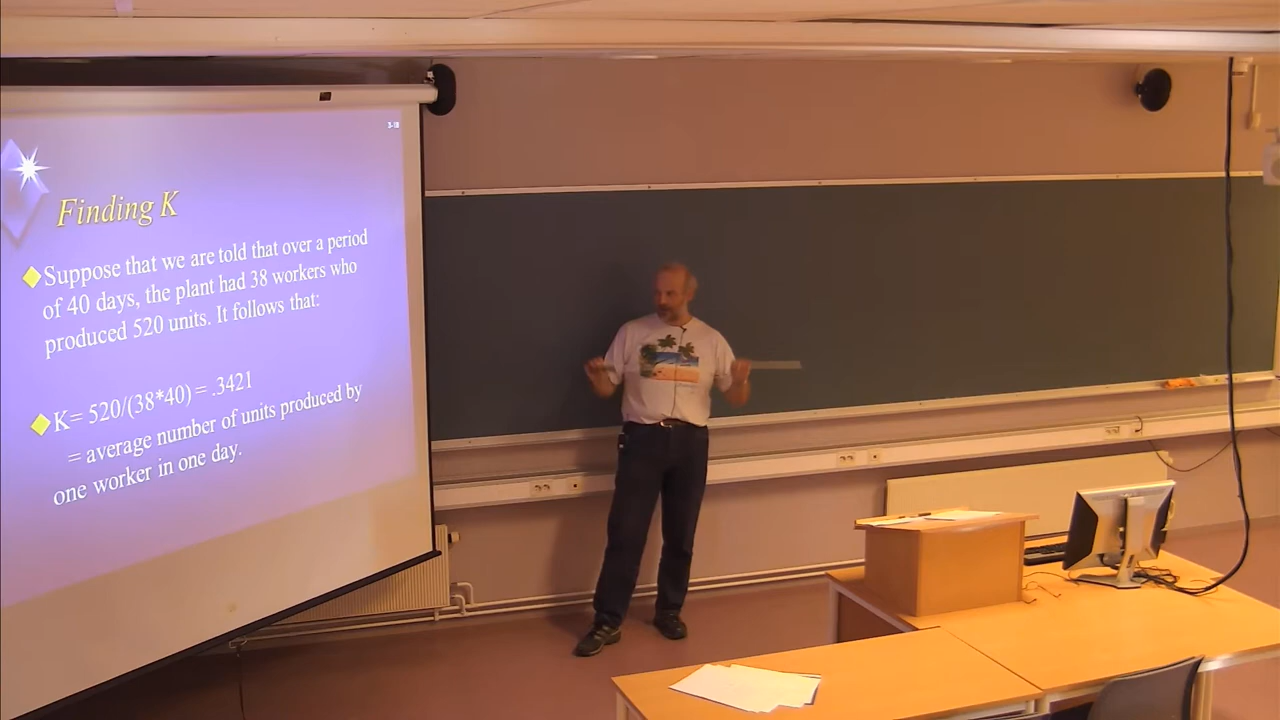 3-18
Finding K
Suppose that we are told that over a period
of 40 days, the plant had 38 workers who
produced 520 units. It follows that:
K= 520/(38*40) = .3421
= average number of units produced by
one worker in one day.